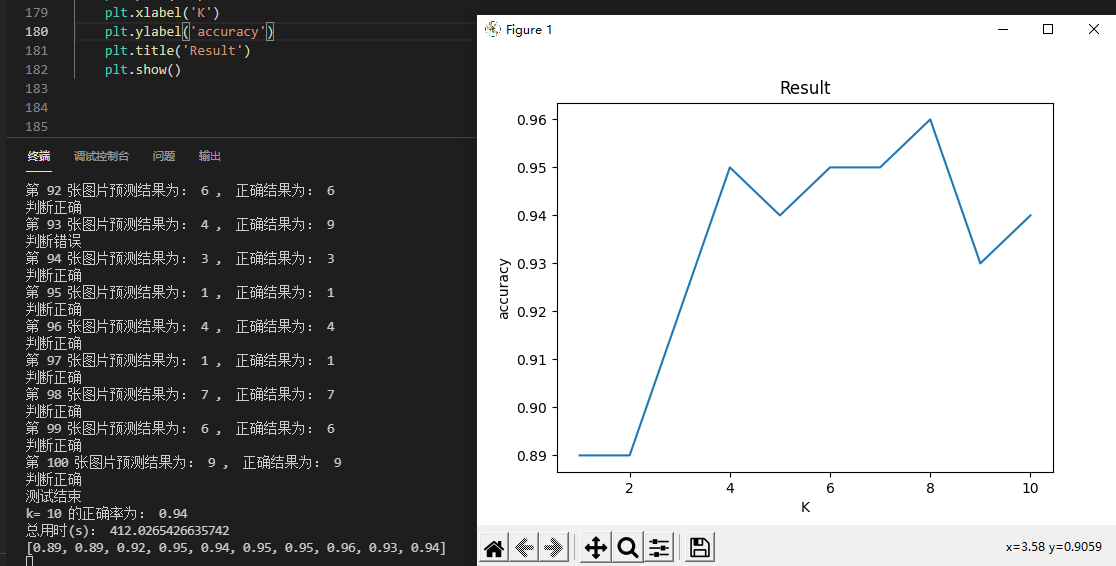 179 plt.xlabel('K')
180 plt.ylabel('accuracy')
181 plt.title('Result')
182 plt.show()
183
184
185
终端 调试控制台 问题 输出
第 92 张图片预测结果为: 6 , 正确结果为: 6
判断正确
第 93 张图片预测结果为: 4 , 正确结果为: 9
判断错误
第 94 张图片预测结果为: 3 , 正确结果为: 3
判断正确
第 95 张图片预测结果为: 1 , 正确结果为: 1
判断正确
第 96 张图片预测结果为: 4 , 正确结果为: 4
判断正确
第 97 张图片预测结果为: 1 , 正确结果为: 1
判断正确
第 98 张图片预测结果为: 7 , 正确结果为: 7
判断正确
第 99 张图片预测结果为: 6 , 正确结果为: 6
判断正确
第 100 张图片预测结果为: 9 , 正确结果为: 9
判断正确
测试结束
k= 10 的正确率为: 0.94
总用时(s): 412.0265426635742
[0.89, 0.89, 0.92, 0.95, 0.94, 0.95, 0.95, 0.96, 0.93, 0.94]
Figure 1
Result
0.96
0.95
0.94
0.93
0.92
0.91
0.90
0.89
accuracy
2 4 6 8 10
K
x=3.58 y=0.9059